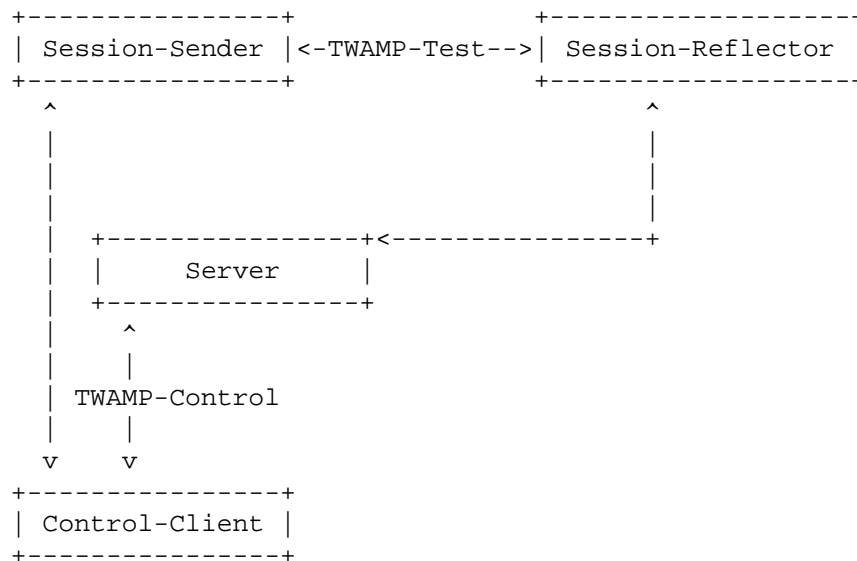 Session-Sender <-TWAMP-Test--> Session-Reflector
Server
TWAMP-Control
Control-Client